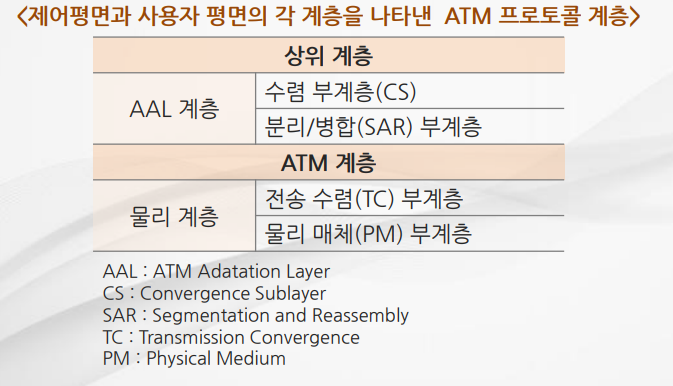 <제어평면과 사용자 평면의 각 계층을 나타낸 ATM 프로토콜 계층>
상위 계층
AAL 계층
수렴 부계층(CS)
분리/병합(SAR) 부계층
ATM 계층
물리 계층
전송 수렴(TC) 부계층
물리 매체(PM) 부계층
AAL : ATM Adatation Layer
CS : Convergence Sublayer
SAR : Segmentation and Reassembly
TC : Transmission Convergence
PM : Physical Medium